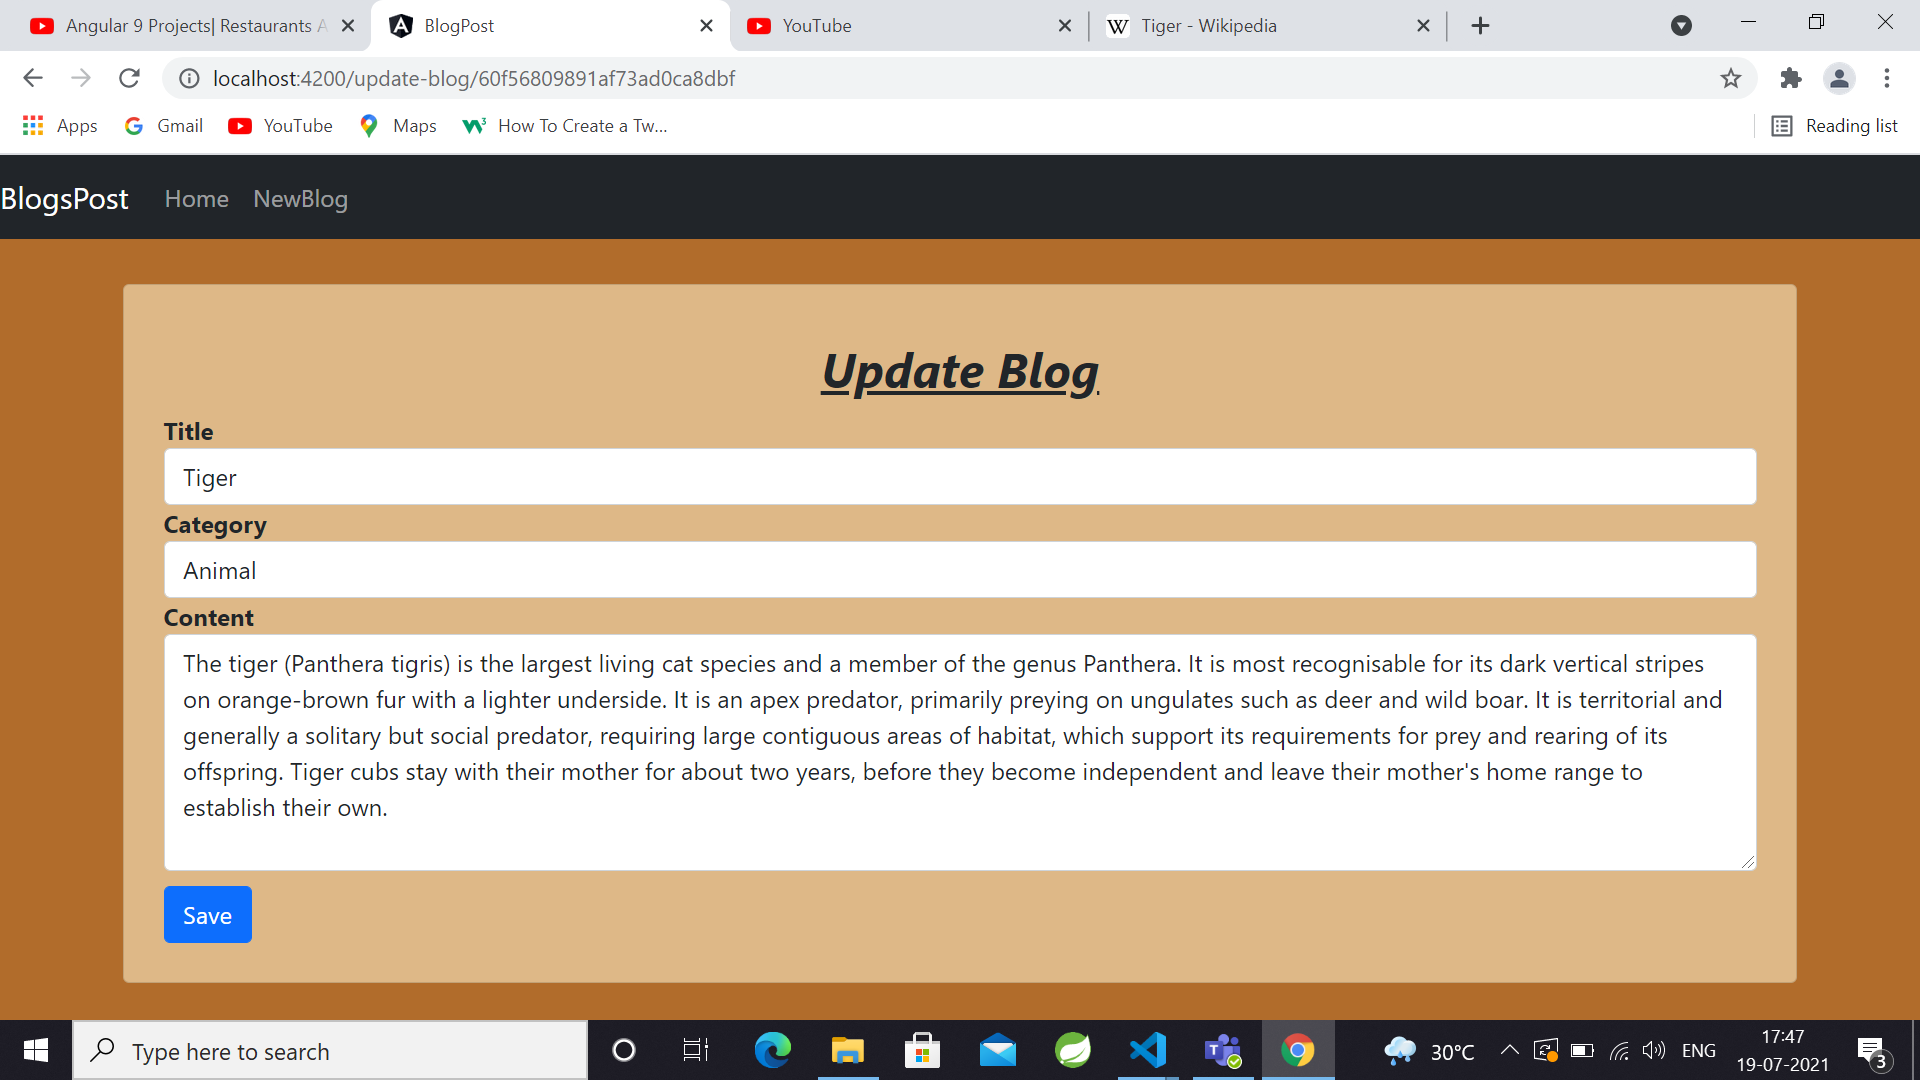 Angular 9 Projects| Restaurants A
BlogPost
YouTube
Tiger - Wikipedia
localhost:4200/update-blog/60f56809891af73ad0ca8dbf
Apps
Gmail
YouTube
Maps
How To Create a Tw...
Reading list
BlogsPost Home NewBlog
Update Blog
Title
Tiger
Category
Animal
Content
The tiger (Panthera tigris) is the largest living cat species and a member of the genus Panthera. It is most recognisable for its dark vertical stripes
on orange-brown fur with a lighter underside. It is an apex predator, primarily preying on ungulates such as deer and wild boar. It is territorial and
generally a solitary but social predator, requiring large contiguous areas of habitat, which support its requirements for prey and rearing of its
offspring. Tiger cubs stay with their mother for about two years, before they become independent and leave their mother's home range to
establish their own.
Save
Type here to search
30°C
ENG
17:47
19-07-2021
3